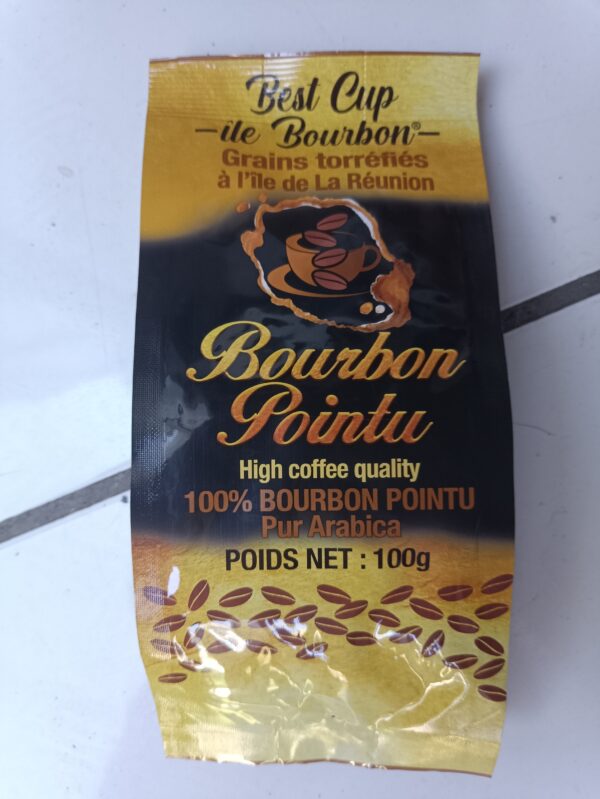 Best Cup
–île Bourbon®–
Grains torréfiés
à l'île de La Réunion
Bourbon
Pointu
High coffee quality
100% BOURBON POINTU
Pur Arabica
POIDS NET : 100g